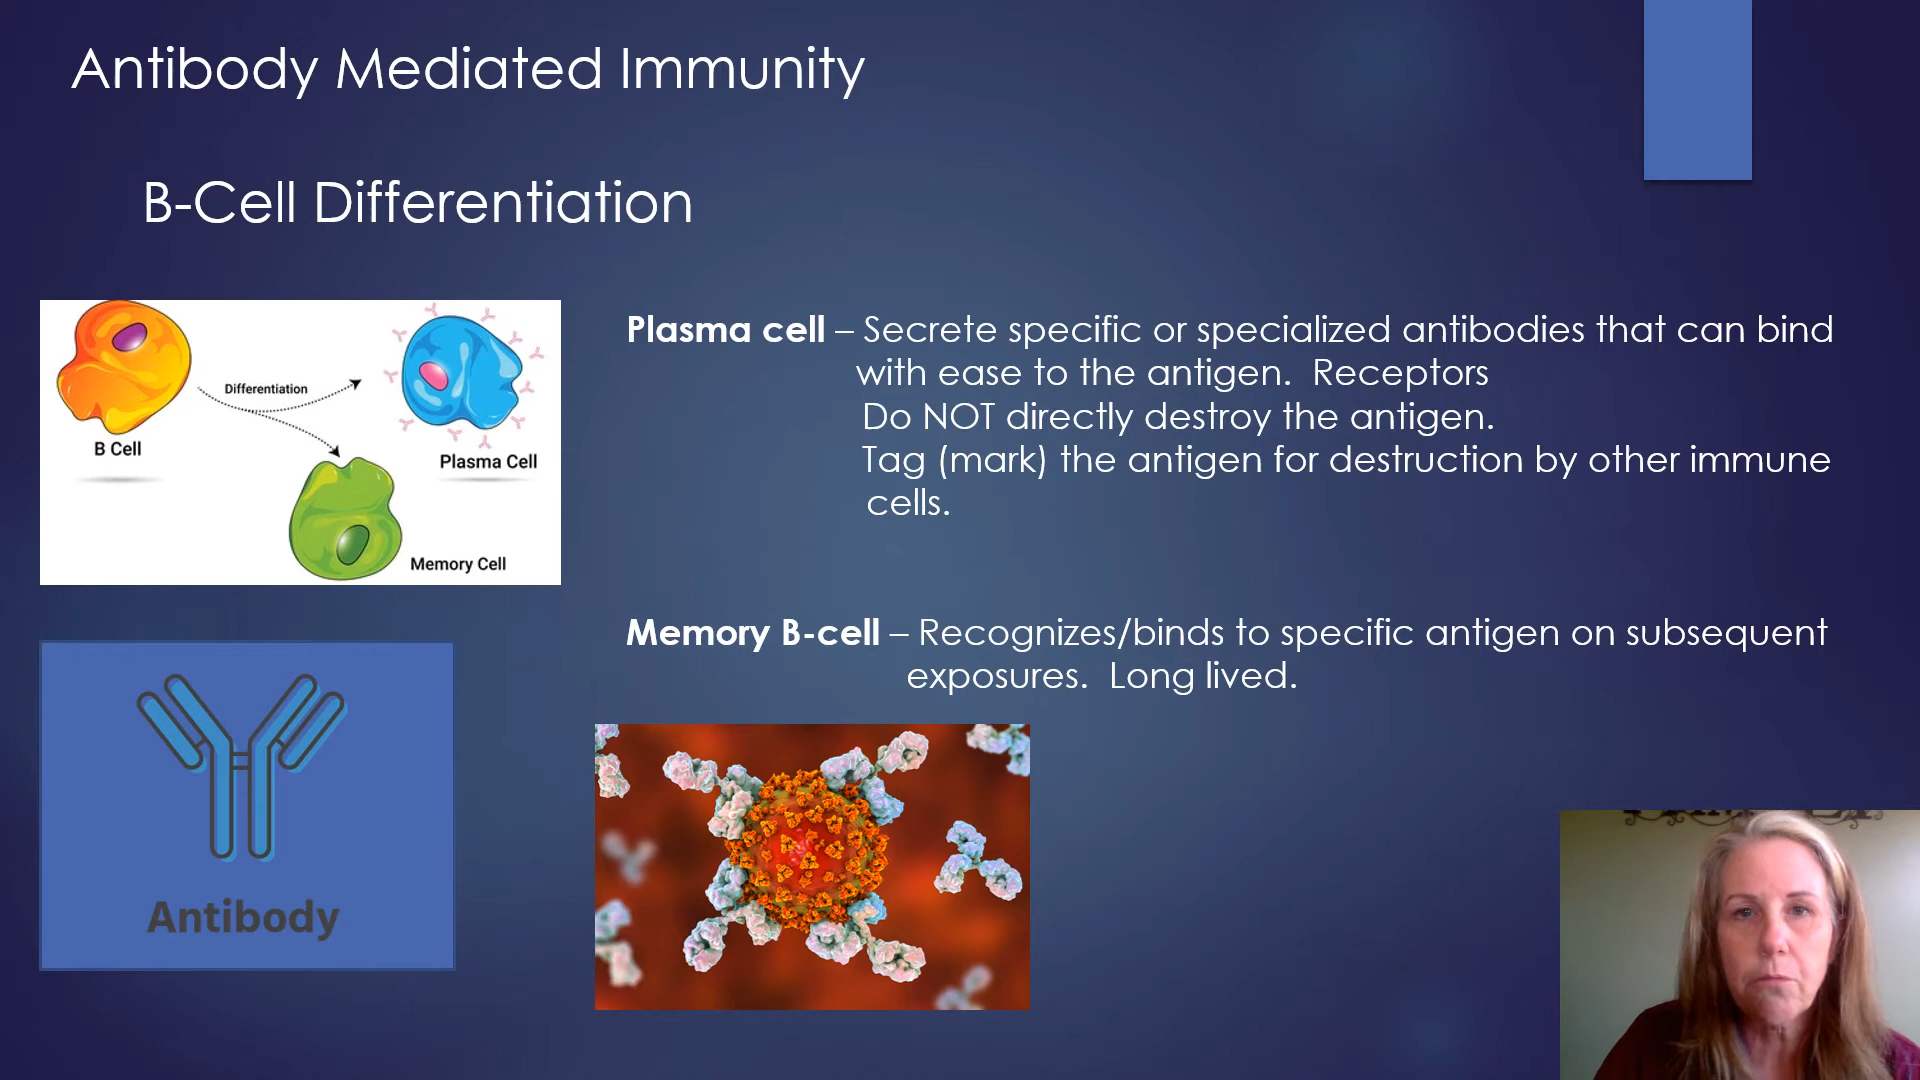 Antibody Mediated Immunity
B-Cell Differentiation
Differentiation
B Cell
Plasma Cell
Memory Cell
Plasma cell – Secrete specific or specialized antibodies that can bind
with ease to the antigen. Receptors
Do NOT directly destroy the antigen.
Tag (mark) the antigen for destruction by other immune
cells.
Memory B-cell – Recognizes/binds to specific antigen on subsequent
exposures. Long lived.
Antibody